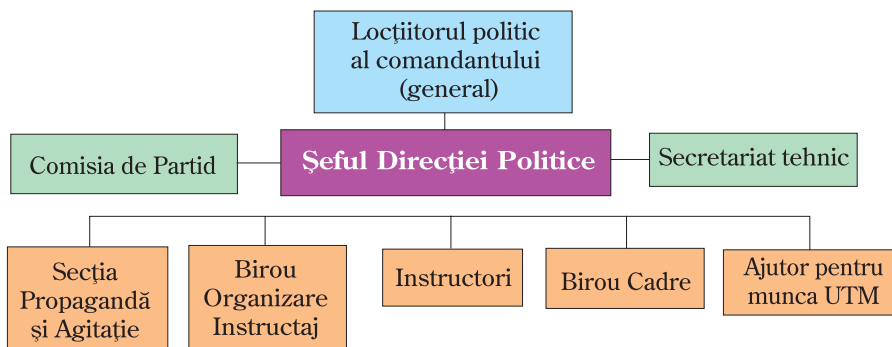 Locţiitorul politic
al comandantului
(general)
Comisia de Partid
Şeful Direcţiei Politice
Secretariat tehnic
Secţia
Propagandă
şi Agitaţie
Birou
Organizare
Instructaj
Instructori
Birou Cadre
Ajutor pentru
munca UTM